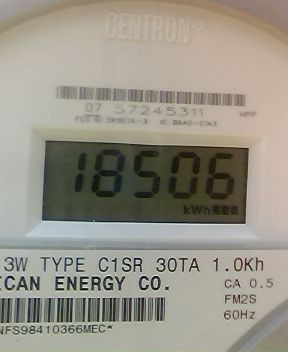 CENTRON®
07 57245311 HPP
18506
kWh
3W TYPE C1SR 30TA 1.0Kh
ICAN ENERGY CO. CA 0.5
FM2S
NFS98410366MEC* 60Hz